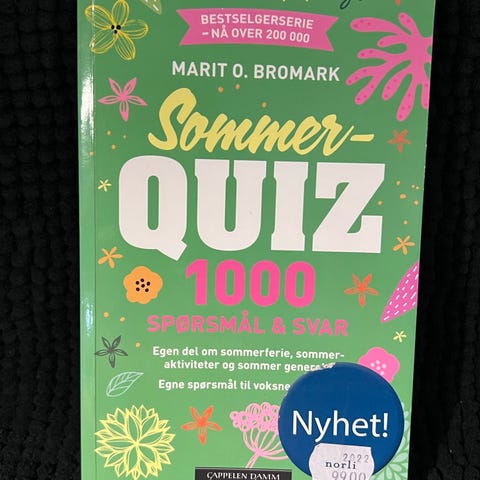 BESTSELGERSERIE
– NÅ OVER 200 000
MARIT O. BROMARK
Sommer-
QUIZ
1000
SPØRSMÅL & SVAR
Egen del om sommerferie, sommer-
aktiviteter og sommer generelt
Egne spørsmål til voksne
Nyhet!
2022
norli
99,00
CAPPELEN DAMM